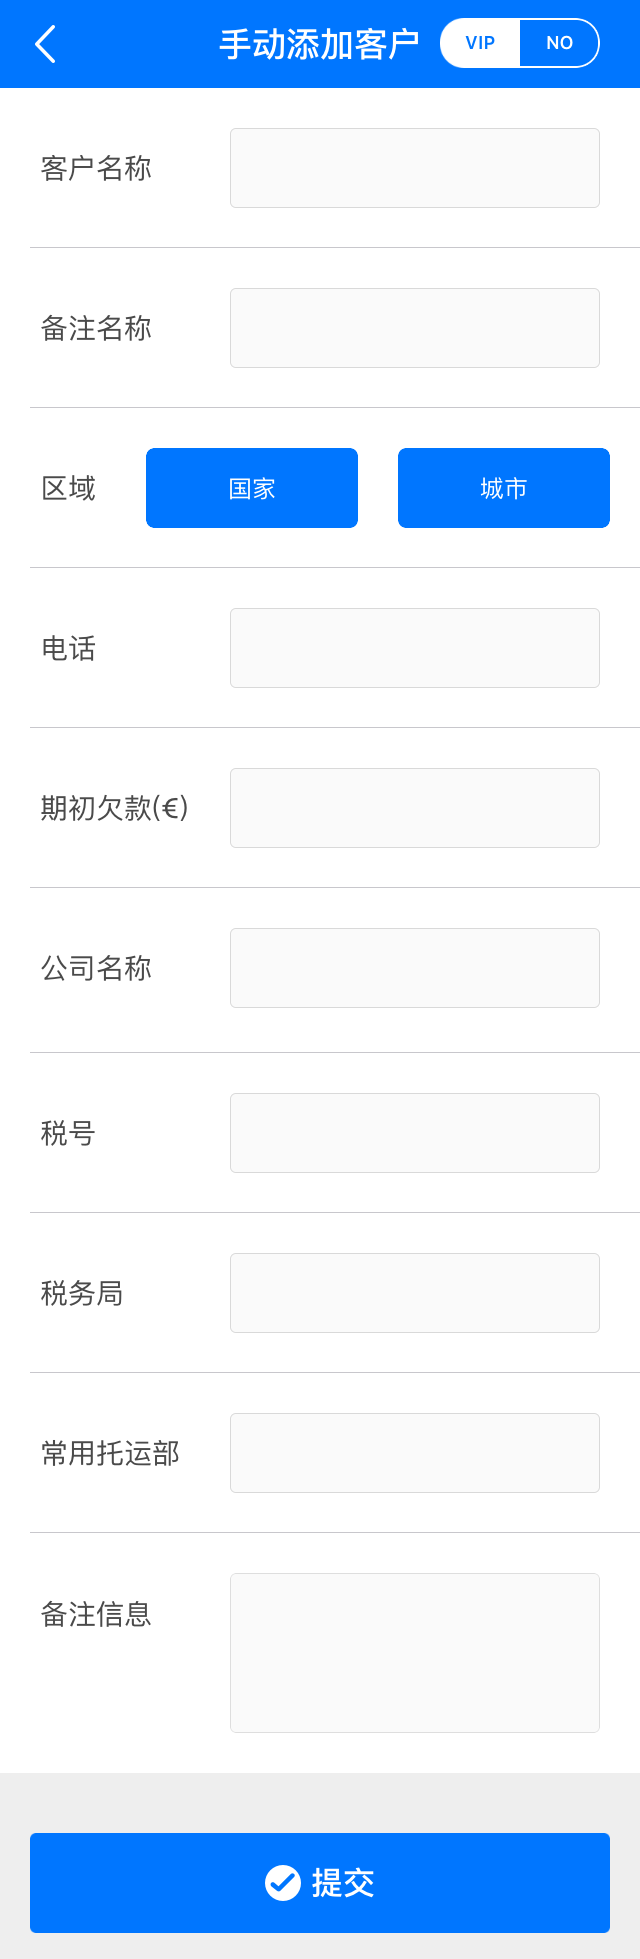 手动添加客户 VIP NO
客户名称
备注名称
区域 国家 城市
电话
期初欠款(€)
公司名称
税号
税务局
常用托运部
备注信息
提交